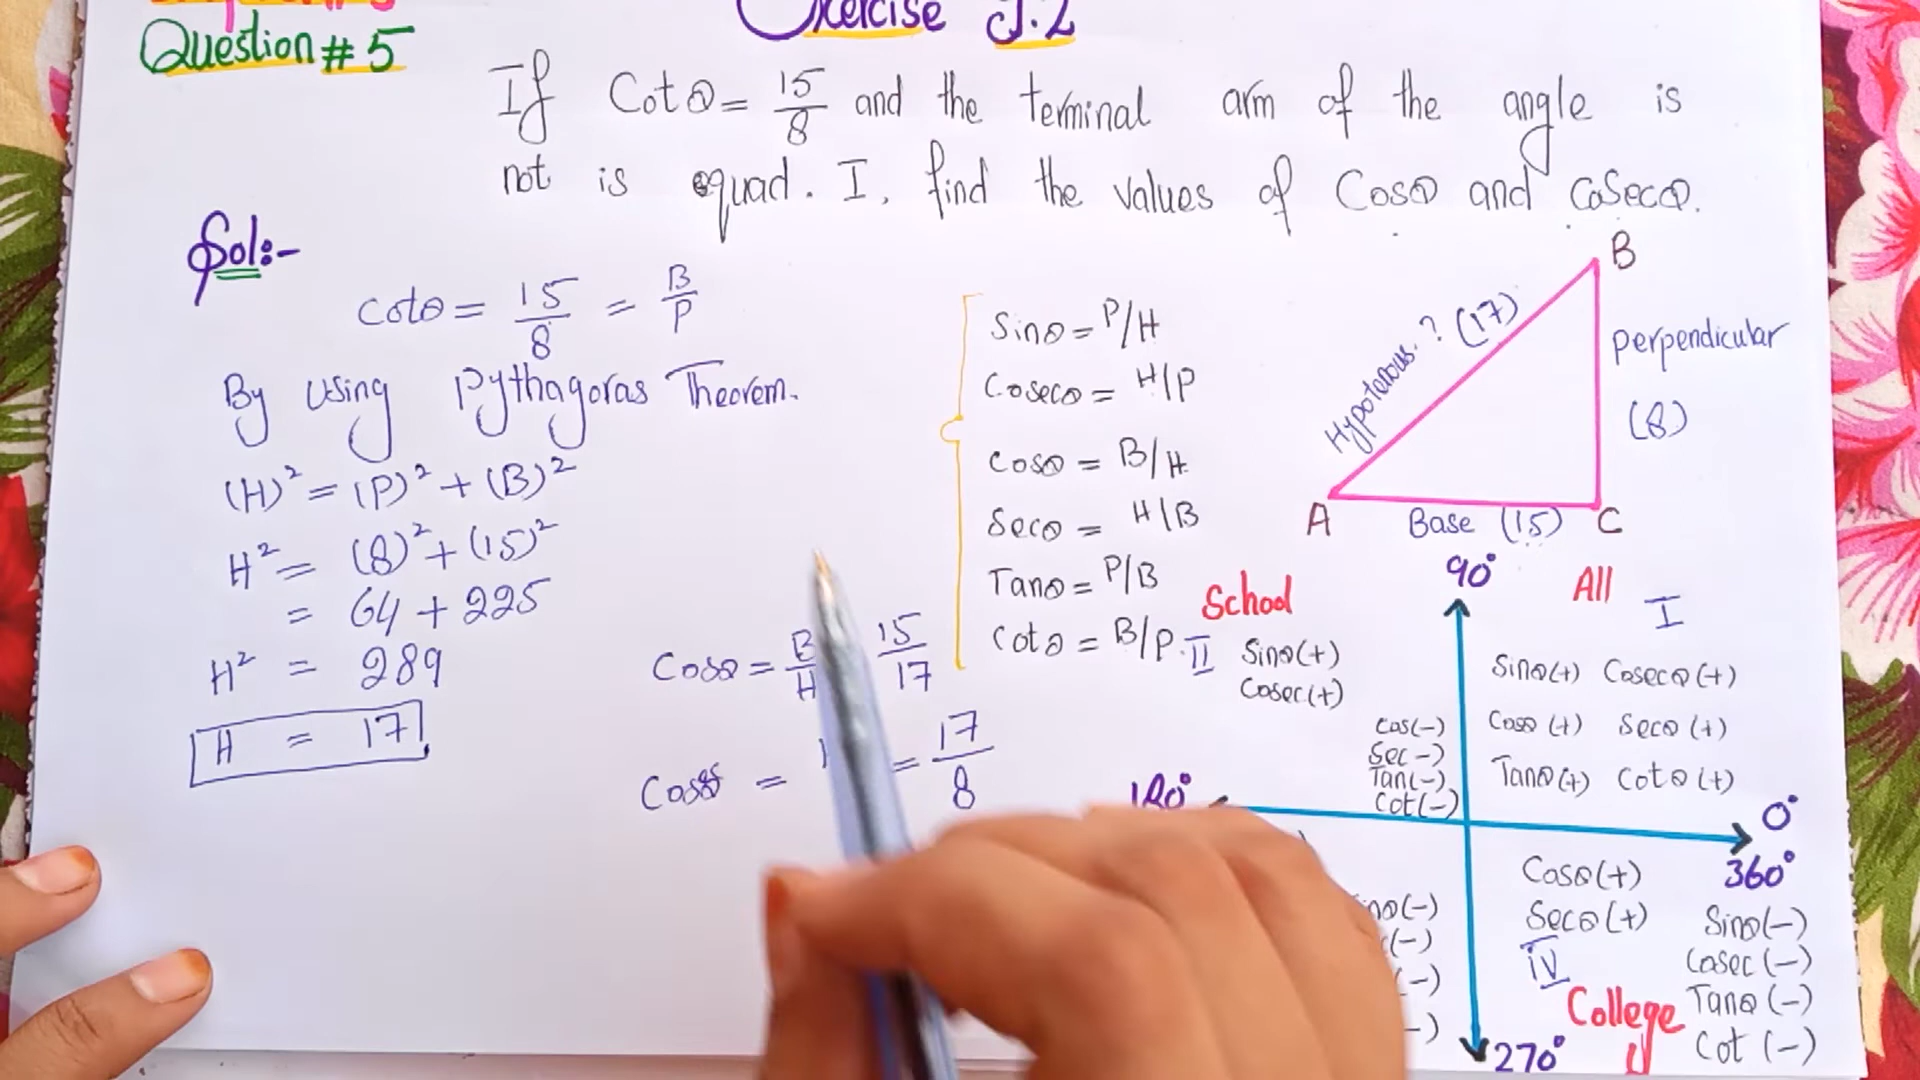 Question # 5
Exercise
If Cotθ = 15/8 and the terminal arm of the angle is
not is quad. I, find the values of Cosθ and Cosecθ.
Sol:-
Cotθ = 15/8 = B/P
By Using Pythagoras Theorem.
(H)² = (P)² + (B)²
H² = (8)² + (15)²
= 64 + 225
H² = 289
H = 17
Cosθ = B/H 15/17
= 17/8
Sinθ = P/H
Cosecθ = H/P
Cosθ = B/H
Secθ = H/B
Tanθ = P/B
Cotθ = B/P
B
Hypotenous. ? (17)
Perpendicular
(8)
A Base (15) C
90°
School
All
II
I
Sinθ(+)
Cosec(+)
Cos(-)
Sec(-)
Tan(-)
Cot(-)
Sinθ(+) Cosecθ(+)
Cosθ(+) Secθ(+)
Tanθ(+) Cotθ(+)
180°
0°
360°
(-)
(-)
(-)
-)
Cosθ(+)
Secθ(+)
IV
College
Sinθ(-)
Cosec(-)
Tanθ(-)
Cot(-)
270°